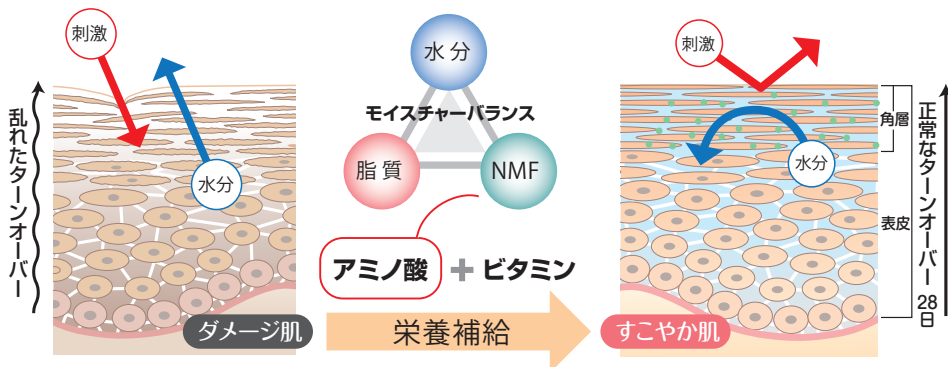 刺激
水分
乱れたターンオーバー
ダメージ肌
水分
モイスチャーバランス
脂質
NMF
アミノ酸 + ビタミン
栄養補給
刺激
水分
角層
表皮
正常なターンオーバー 28日
すこやか肌